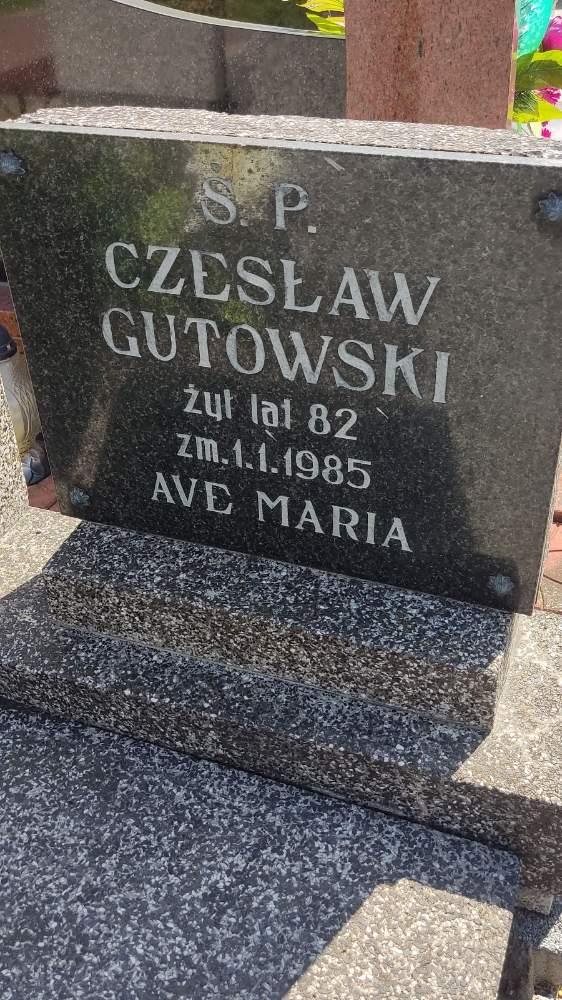 Ś. P.
CZESŁAW
GUTOWSKI
żył lat 82
zm. 1.1.1985
AVE MARIA